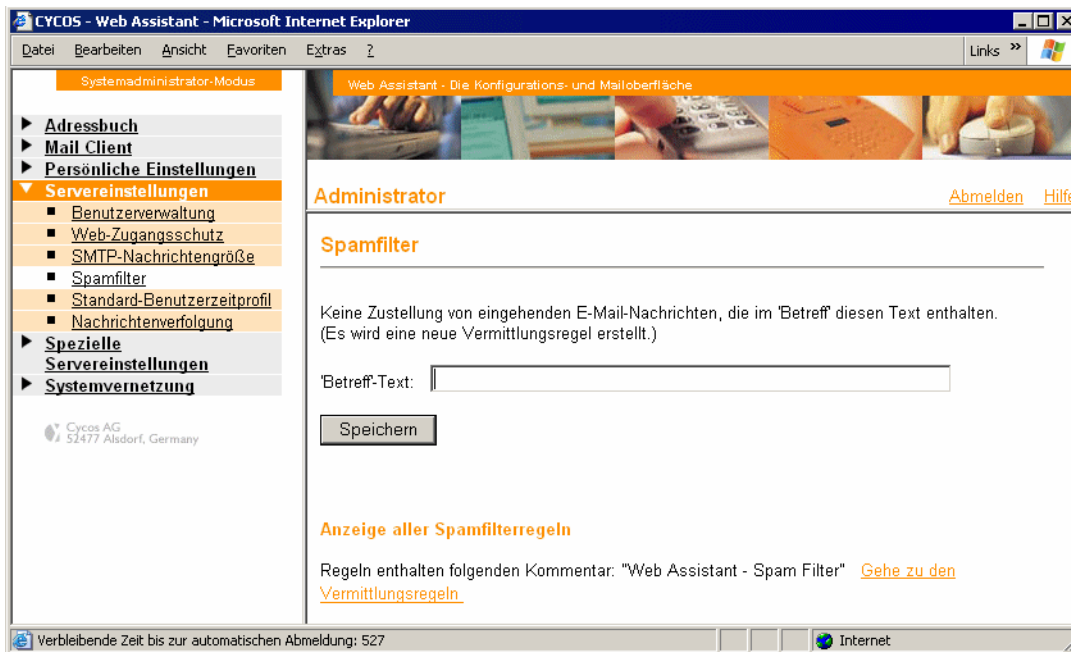 CYCOS - Web Assistant - Microsoft Internet Explorer
Datei Bearbeiten Ansicht Favoriten Extras ? Links »
Systemadministrator-Modus
Web Assistant - Die Konfigurations- und Mailoberfläche
Adressbuch
Mail Client
Persönliche Einstellungen
Servereinstellungen
Benutzerverwaltung
Web-Zugangsschutz
SMTP-Nachrichtengröße
Spamfilter
Standard-Benutzerzeitprofil
Nachrichtenverfolgung
Spezielle
Servereinstellungen
Systemvernetzung
Cycos AG
52477 Alsdorf, Germany
Administrator
Abmelden Hilfe
Spamfilter
Keine Zustellung von eingehenden E-Mail-Nachrichten, die im 'Betreff' diesen Text enthalten.
(Es wird eine neue Vermittlungsregel erstellt.)
'Betreff'-Text:
Speichern
Anzeige aller Spamfilterregeln
Regeln enthalten folgenden Kommentar: "Web Assistant - Spam Filter" Gehe zu den
Vermittlungsregeln
Verbleibende Zeit bis zur automatischen Abmeldung: 527
Internet